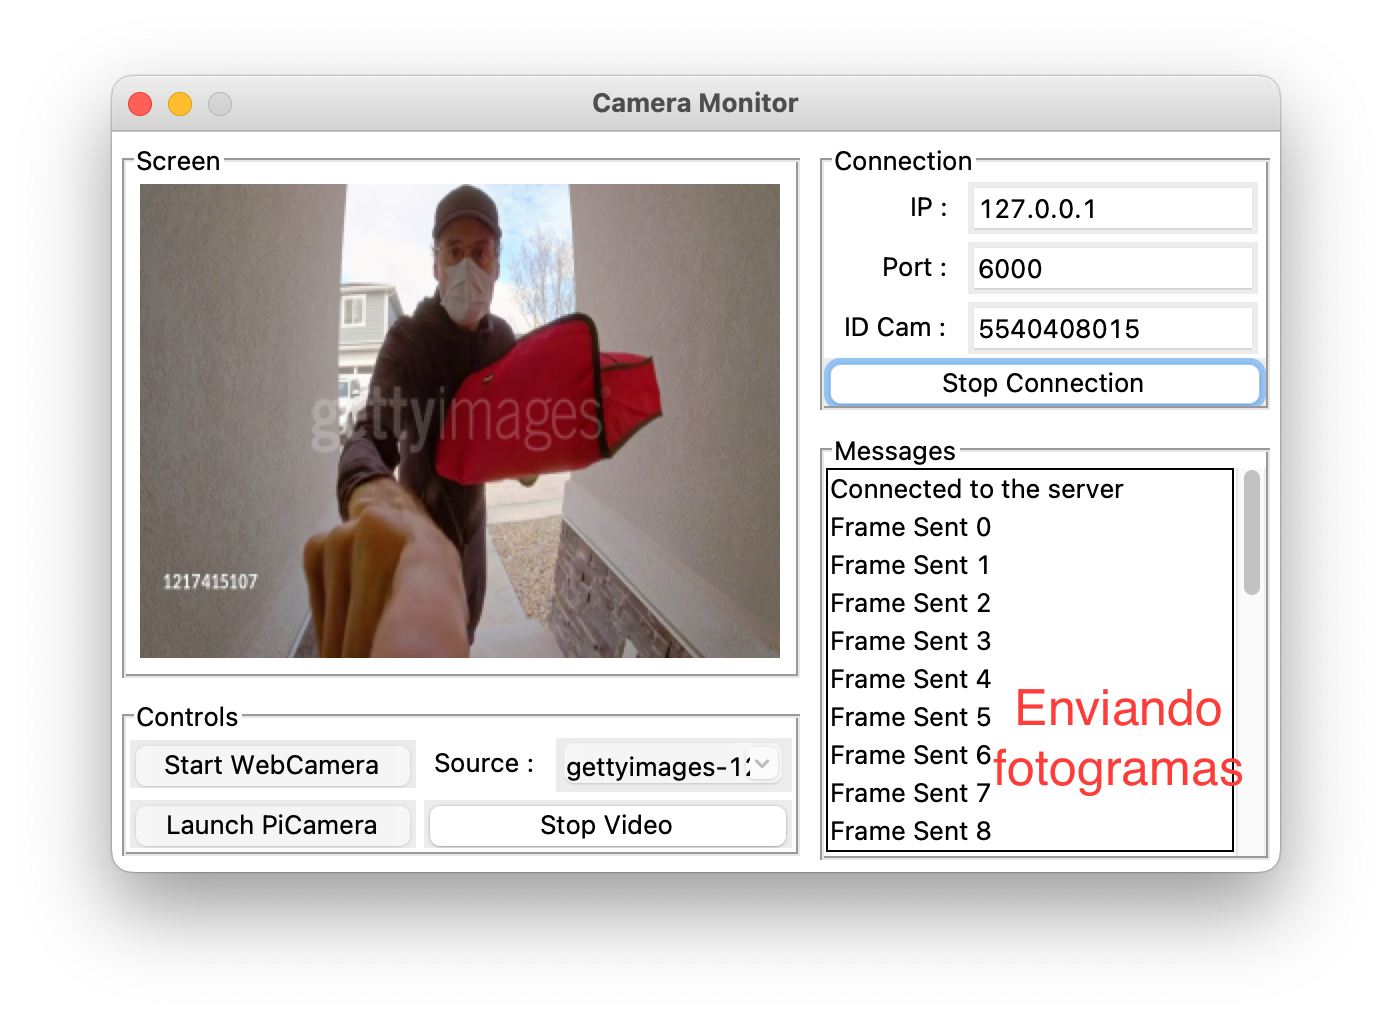 Camera Monitor
Screen
gettyimages
1217415107
Controls
Start WebCamera
Source :
gettyimages-12
Launch PiCamera
Stop Video
Connection
IP :
127.0.0.1
Port :
6000
ID Cam :
5540408015
Stop Connection
Messages
Connected to the server
Frame Sent 0
Frame Sent 1
Frame Sent 2
Frame Sent 3
Frame Sent 4
Frame Sent 5
Frame Sent 6
Frame Sent 7
Frame Sent 8
Enviando
fotogramas